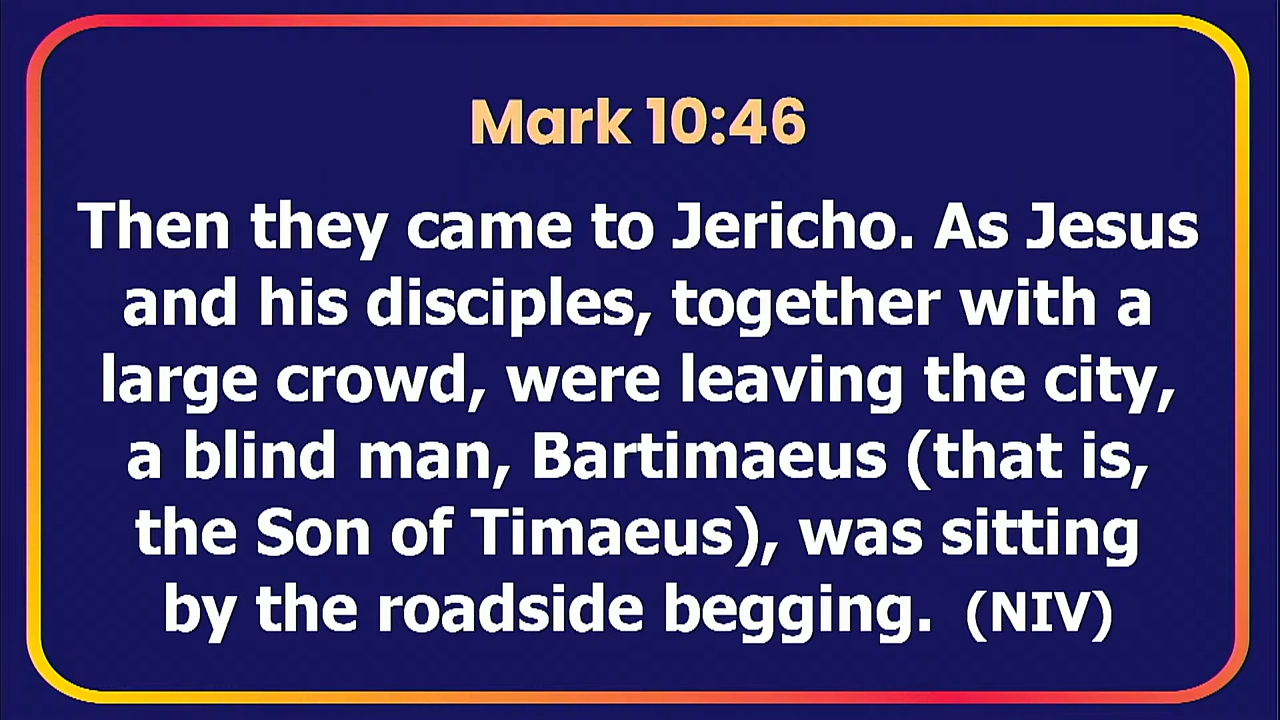 Mark 10:46
Then they came to Jericho. As Jesus
and his disciples, together with a
large crowd, were leaving the city,
a blind man, Bartimaeus (that is,
the Son of Timaeus), was sitting
by the roadside begging. (NIV)